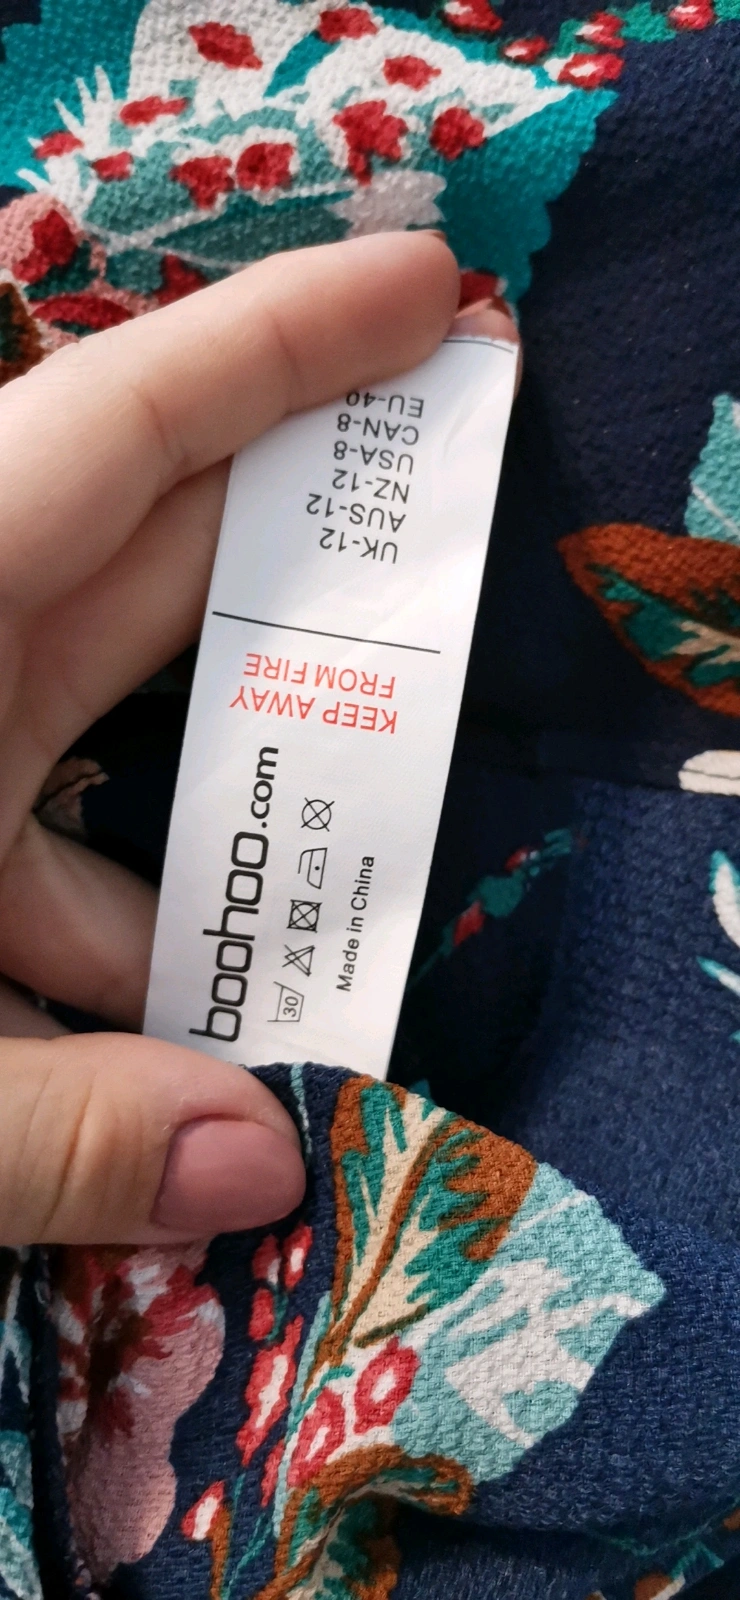 boohoo.com
30
Made in China
KEEP AWAY
FROM FIRE
UK-12
AUS-12
NZ-12
USA-8
CAN-8
EU-40